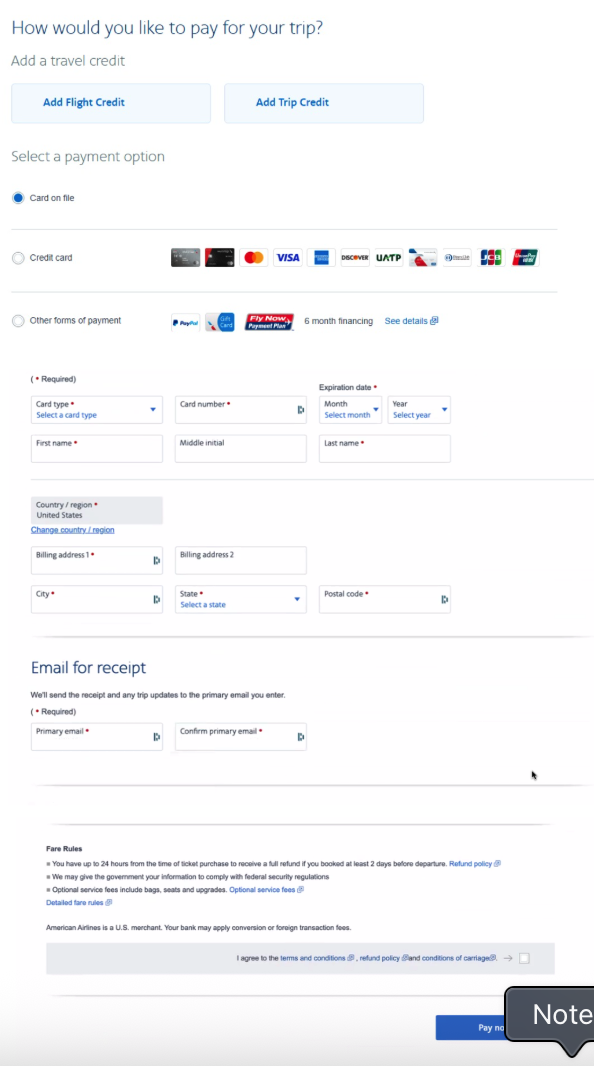 How would you like to pay for your trip?
Add a travel credit
Add Flight Credit Add Trip Credit
Select a payment option
Card on file
Credit card VISA DISCOVER UATP JCB
Other forms of payment PayPal Gift Card Fly Now Payment Plan 6 month financing See details
( • Required)
Expiration date •
Card type • Card number • Month Year
Select a card type Select month Select year
First name • Middle initial Last name •
Country / region •
United States
Change country / region
Billing address 1 • Billing address 2
City • State • Postal code •
Select a state
Email for receipt
We'll send the receipt and any trip updates to the primary email you enter.
( • Required)
Primary email • Confirm primary email •
Fare Rules
You have up to 24 hours from the time of ticket purchase to receive a full refund if you booked at least 2 days before departure. Refund policy
We may give the government your information to comply with federal security regulations
Optional service fees include bags, seats and upgrades. Optional service fees
Detailed fare rules
American Airlines is a U.S. merchant. Your bank may apply conversion or foreign transaction fees.
I agree to the terms and conditions , refund policy and conditions of carriage.
Pay no
Note